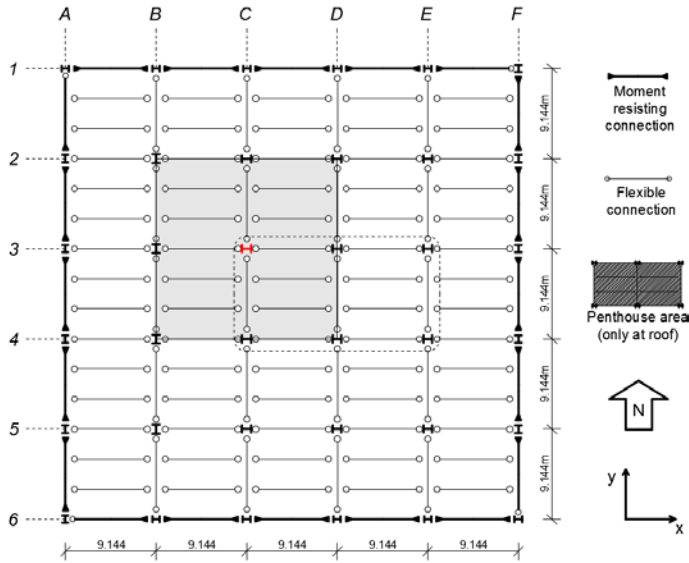 A B C D E F
1
2
3
4
5
6
9.144m
9.144m
9.144m
9.144m
9.144m
9.144 9.144 9.144 9.144 9.144
Moment
resisting
connection
Flexible
connection
Penthouse area
(only at roof)
N
y
x